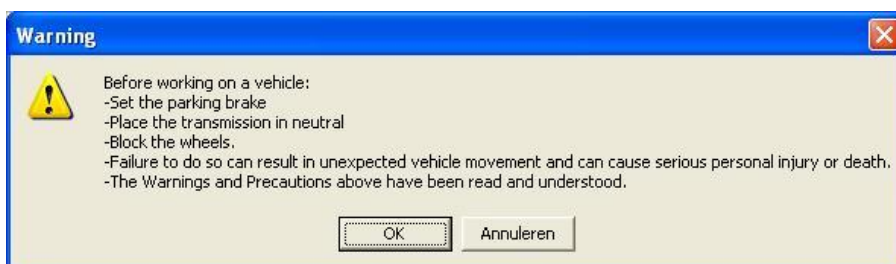 Warning
Before working on a vehicle:
-Set the parking brake
-Place the transmission in neutral
-Block the wheels.
-Failure to do so can result in unexpected vehicle movement and can cause serious personal injury or death.
-The Warnings and Precautions above have been read and understood.
OK Annuleren